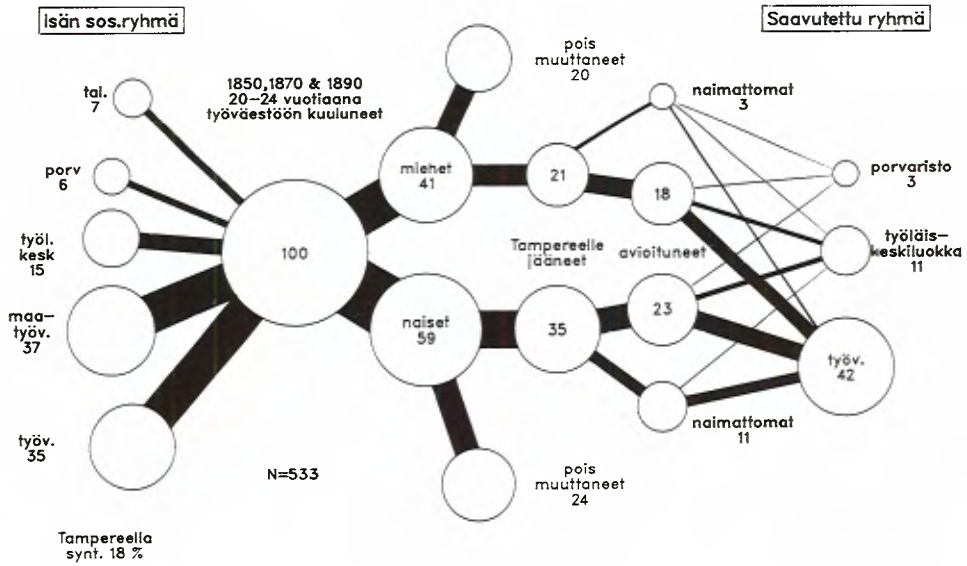 Isän sos.ryhmä
Saavutettu ryhmä
1850,1870 & 1890
20–24 vuotiaana
työväestöön kuuluneet
pois
muuttaneet
20
tal.
7
porv
6
työl.
kesk
15
maa–
työv.
37
työv.
35
100
miehet
41
21
18
naimattomat
3
porvaristo
3
työläis–
keskiluokka
11
Tampereelle
jääneet
avioituneet
naiset
59
35
23
työv.
42
naimattomat
11
N=533
pois
muuttaneet
24
Tampereella
synt. 18 %